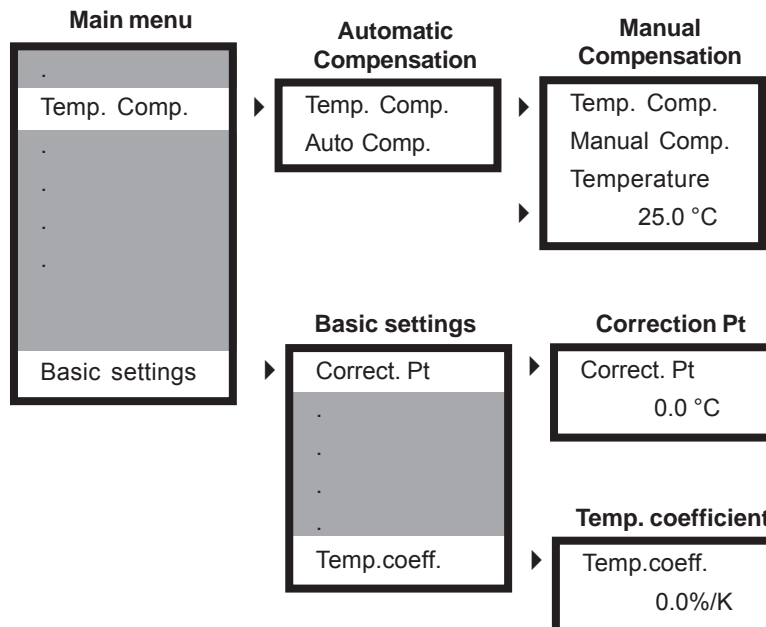 Main menu
.
Temp. Comp.
.
.
.
.
Basic settings
Automatic
Compensation
Temp. Comp.
Auto Comp.
Manual
Compensation
Temp. Comp.
Manual Comp.
Temperature
25.0 °C
Basic settings
Correct. Pt
.
.
.
.
Temp.coeff.
Correction Pt
Correct. Pt
0.0 °C
Temp. coefficient
Temp.coeff.
0.0%/K